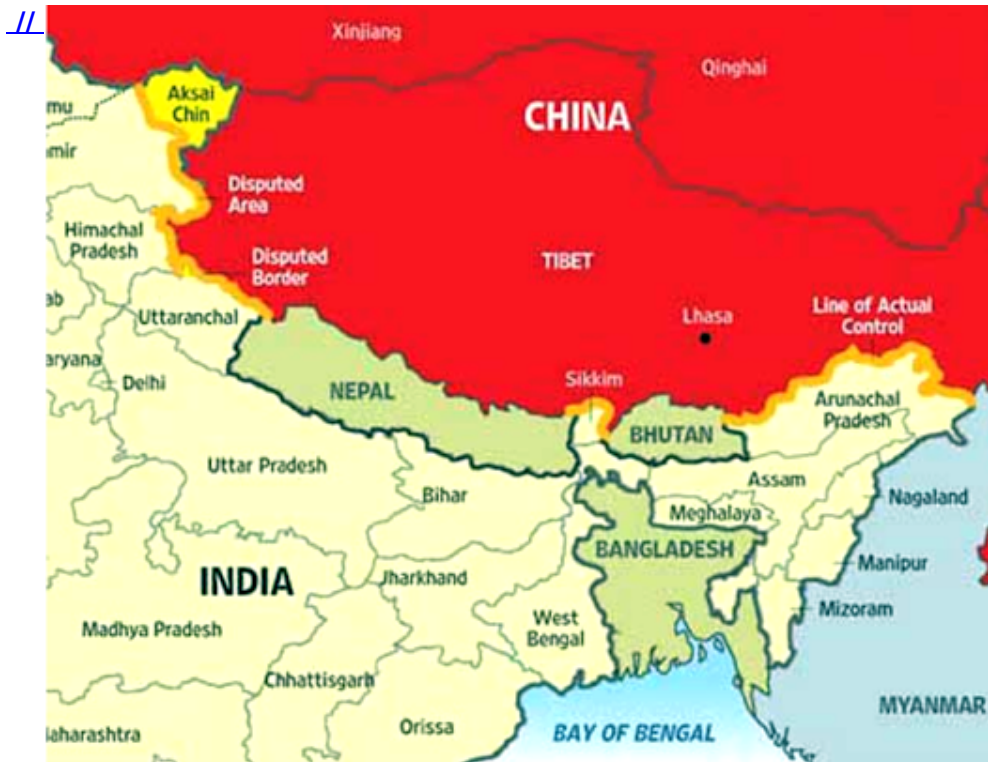 //
Xinjiang
Qinghai
Aksai
Chin
CHINA
mu
mir
Disputed
Area
Himachal
Pradesh
Disputed
Border
TIBET
ab
Uttaranchal
Lhasa
Line of Actual
Control
aryana
Delhi
NEPAL
Sikkim
Arunachal
Pradesh
BHUTAN
Uttar Pradesh
Bihar
Assam
Nagaland
Meghalaya
BANGLADESH
INDIA
Jharkhand
Manipur
Mizoram
West
Bengal
Madhya Pradesh
Chhattisgarh
MYANMAR
aharashtra
Orissa
BAY OF BENGAL